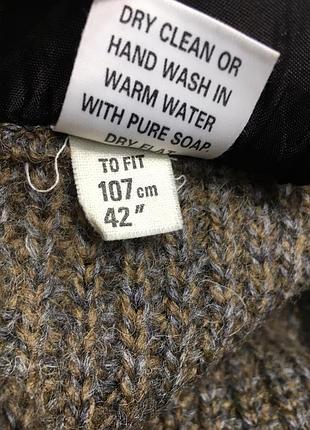 DRY CLEAN OR
HAND WASH IN
WARM WATER
WITH PURE SOAP
DRY FLAT
TO FIT
107 cm
42"